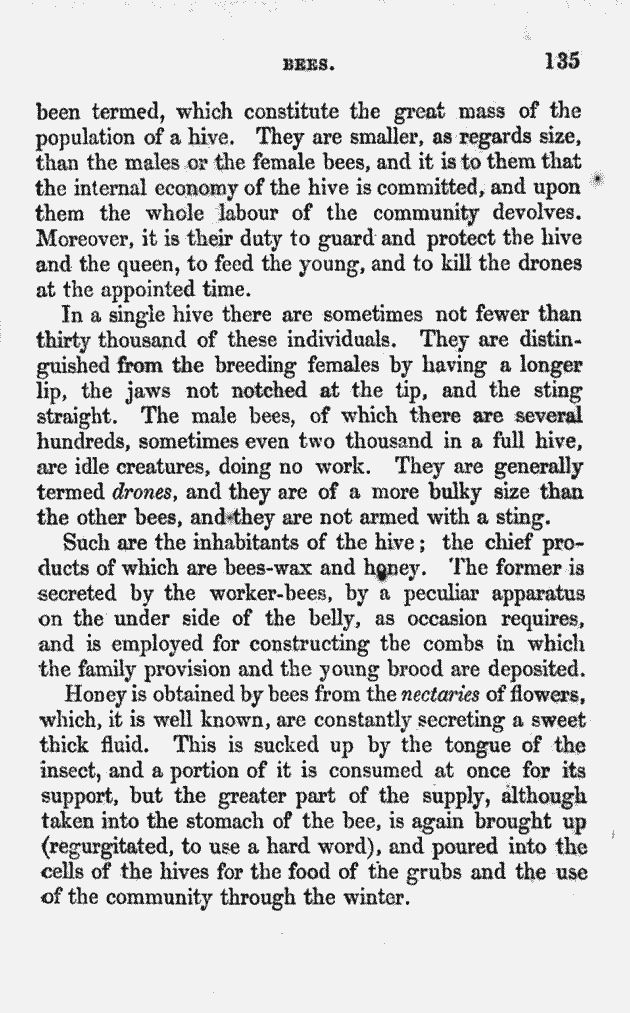 BEES. 135
been termed, which constitute the great mass of the
population of a hive. They are smaller, as regards size,
than the males or the female bees, and it is to them that
the internal economy of the hive is committed, and upon
them the whole labour of the community devolves.
Moreover, it is their duty to guard and protect the hive
and the queen, to feed the young, and to kill the drones
at the appointed time.
In a single hive there are sometimes not fewer than
thirty thousand of these individuals. They are distin-
guished from the breeding females by having a longer
lip, the jaws not notched at the tip, and the sting
straight. The male bees, of which there are several
hundreds, sometimes even two thousand in a full hive,
are idle creatures, doing no work. They are generally
termed drones, and they are of a more bulky size than
the other bees, and they are not armed with a sting.
Such are the inhabitants of the hive; the chief pro-
ducts of which are bees-wax and honey. The former is
secreted by the worker-bees, by a peculiar apparatus
on the under side of the belly, as occasion requires,
and is employed for constructing the combs in which
the family provision and the young brood are deposited.
Honey is obtained by bees from the nectaries of flowers,
which, it is well known, are constantly secreting a sweet
thick fluid. This is sucked up by the tongue of the
insect, and a portion of it is consumed at once for its
support, but the greater part of the supply, although
taken into the stomach of the bee, is again brought up
(regurgitated, to use a hard word), and poured into the
cells of the hives for the food of the grubs and the use
of the community through the winter.